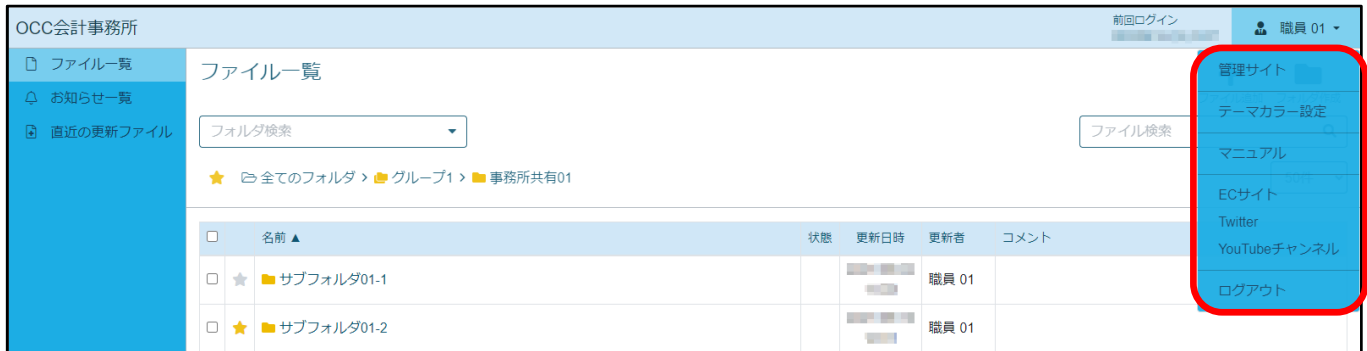 OCC会計事務所
前回ログイン
職員 01
ファイル一覧
お知らせ一覧
直近の更新ファイル
ファイル一覧
管理サイト
テーマカラー設定
マニュアル
ECサイト
Twitter
YouTubeチャンネル
ログアウト
フォルダ検索
ファイル検索
全てのフォルダ > グループ1 > 事務所共有01
名前▲ 状態 更新日時 更新者 コメント
サブフォルダ01-1 職員 01
サブフォルダ01-2 職員 01